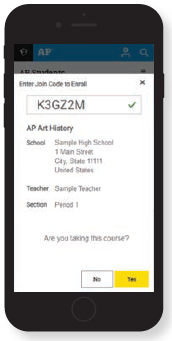 AP
AP Students
Enter Join Code to Enroll
K3GZ2M
AP Art History
School Sample High School
1 Main Street
City, State 11111
United States
Teacher Sample Teacher
Section Period 1
Are you taking this course?
No Yes